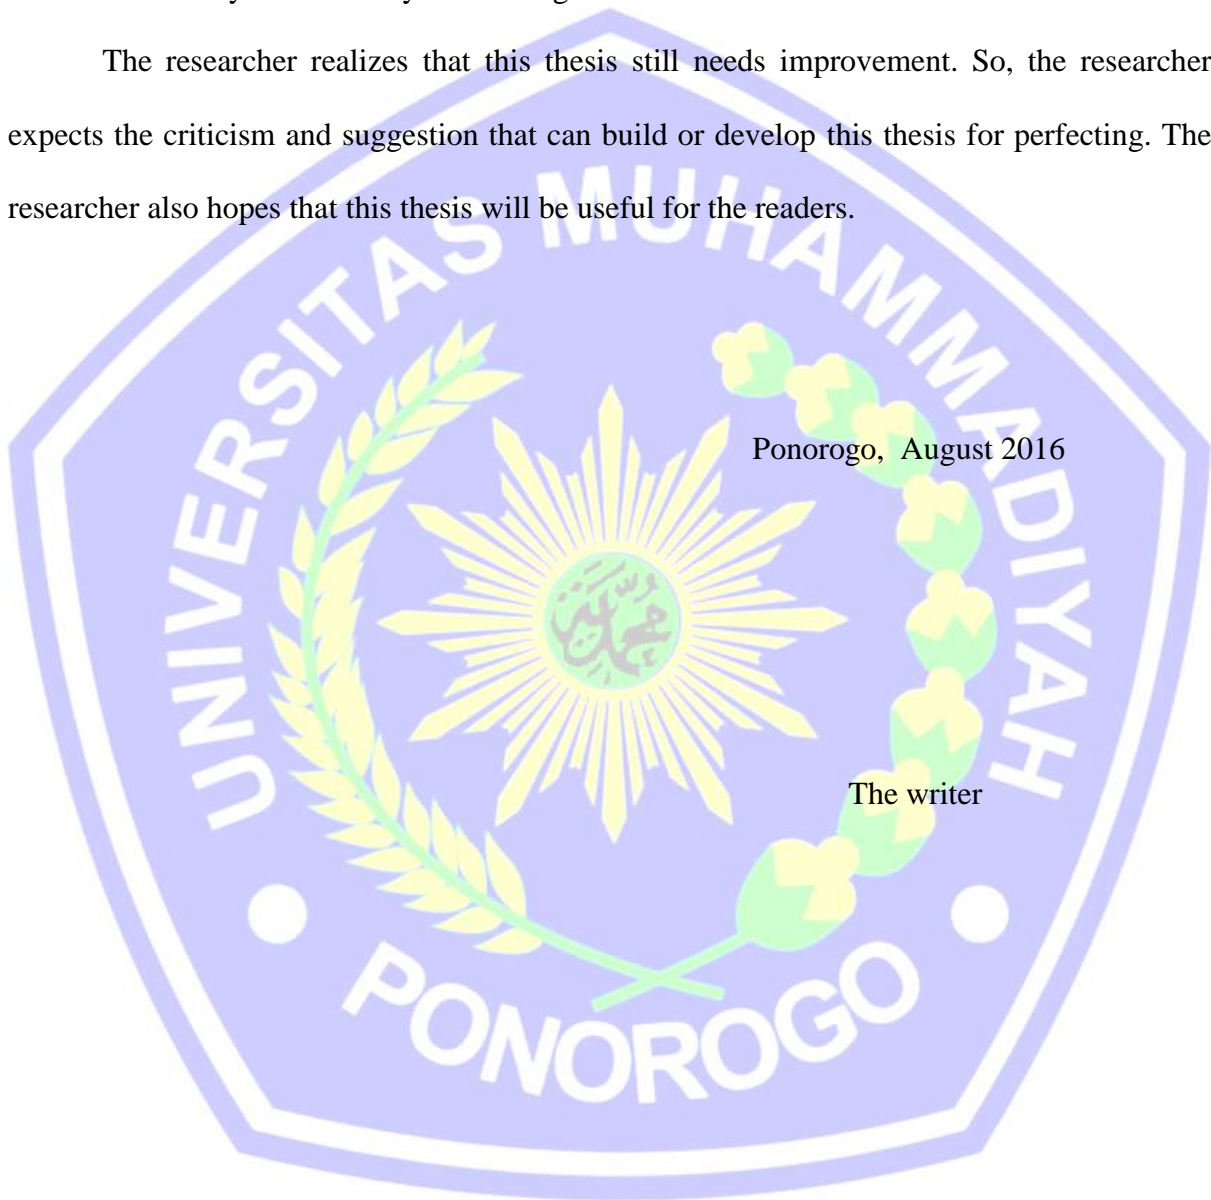 The researcher realizes that this thesis still needs improvement. So, the researcher
expects the criticism and suggestion that can build or develop this thesis for perfecting. The
researcher also hopes that this thesis will be useful for the readers.
UNIVERSITAS MUHAMMADIYAH
Ponorogo, August 2016
محمدية
The writer
PONOROGO